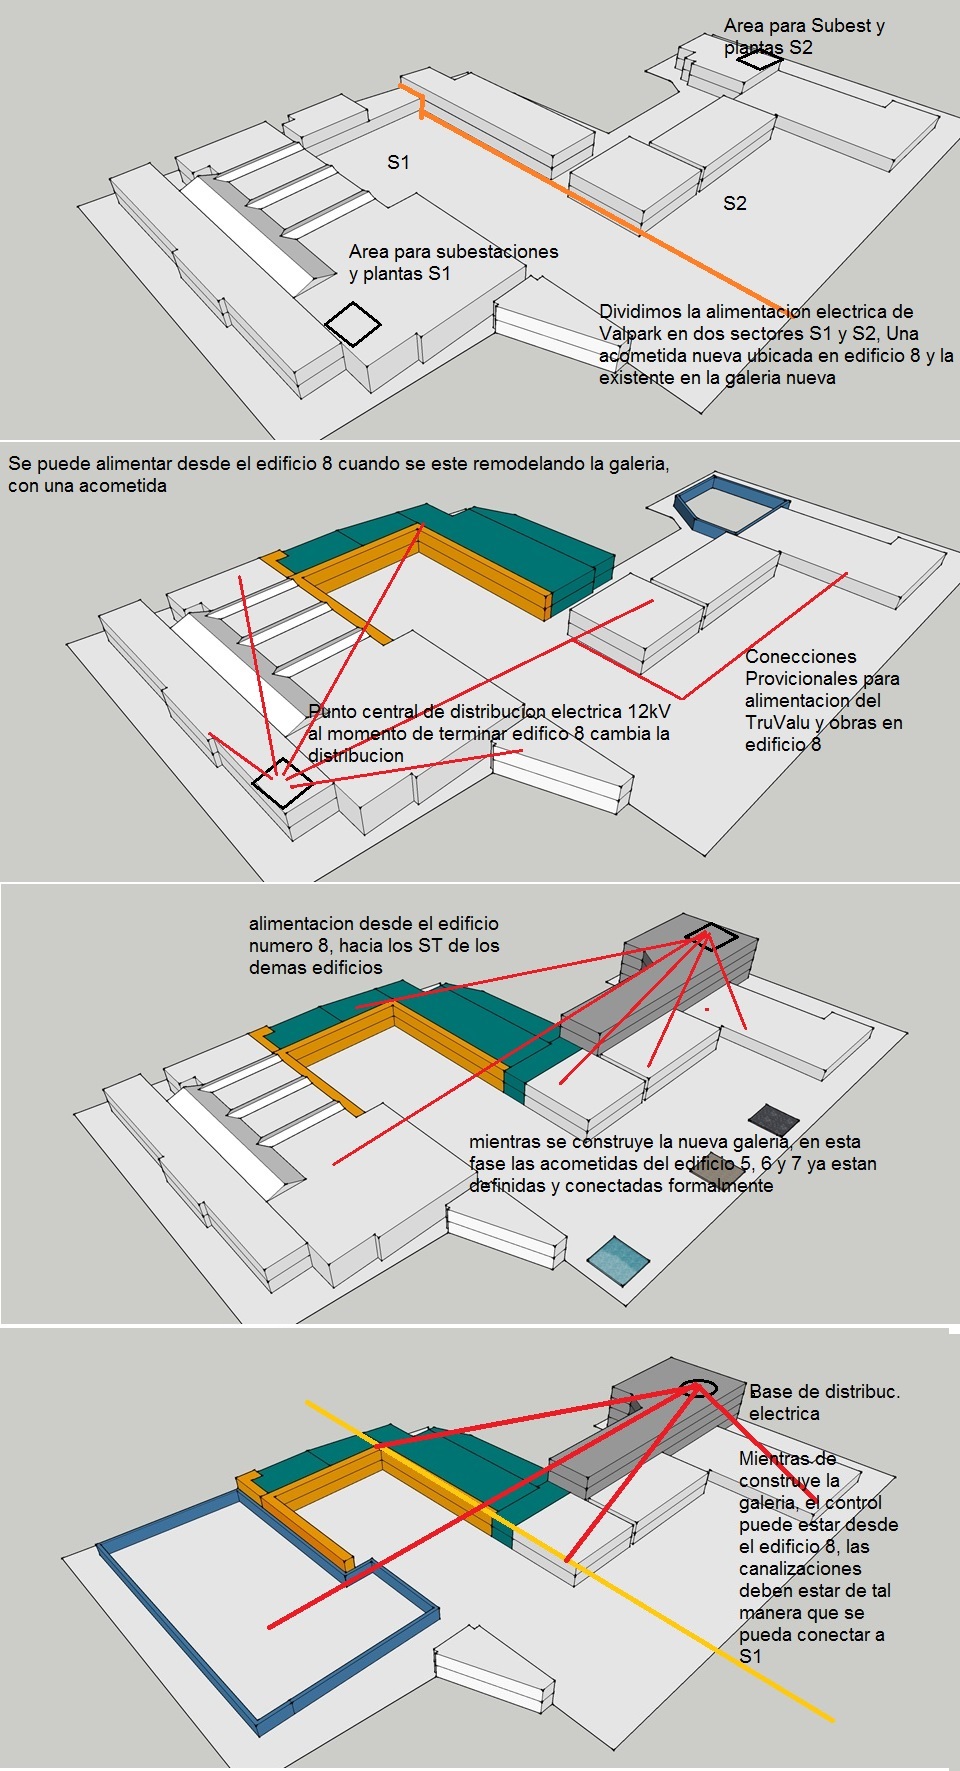 Area para Subest y
plantas S2
S1
S2
Area para subestaciones
y plantas S1
Dividimos la alimentacion electrica de
Valpark en dos sectores S1 y S2, Una
acometida nueva ubicada en edificio 8 y la
existente en la galeria nueva
Se puede alimentar desde el edificio 8 cuando se este remodelando la galeria,
con una acometida
Conecciones
Provicionales para
alimentacion del
TruValu y obras en
edificio 8
Punto central de distribucion electrica 12kV
al momento de terminar edifico 8 cambia la
distribucion
alimentacion desde el edificio
numero 8, hacia los ST de los
demas edificios
mientras se construye la nueva galeria, en esta
fase las acometidas del edificio 5, 6 y 7 ya estan
definidas y conectadas formalmente
Base de distribuc.
electrica
Mientras de
construye la
galeria, el control
puede estar desde
el edificio 8, las
canalizaciones
deben estar de tal
manera que se
pueda conectar a
S1